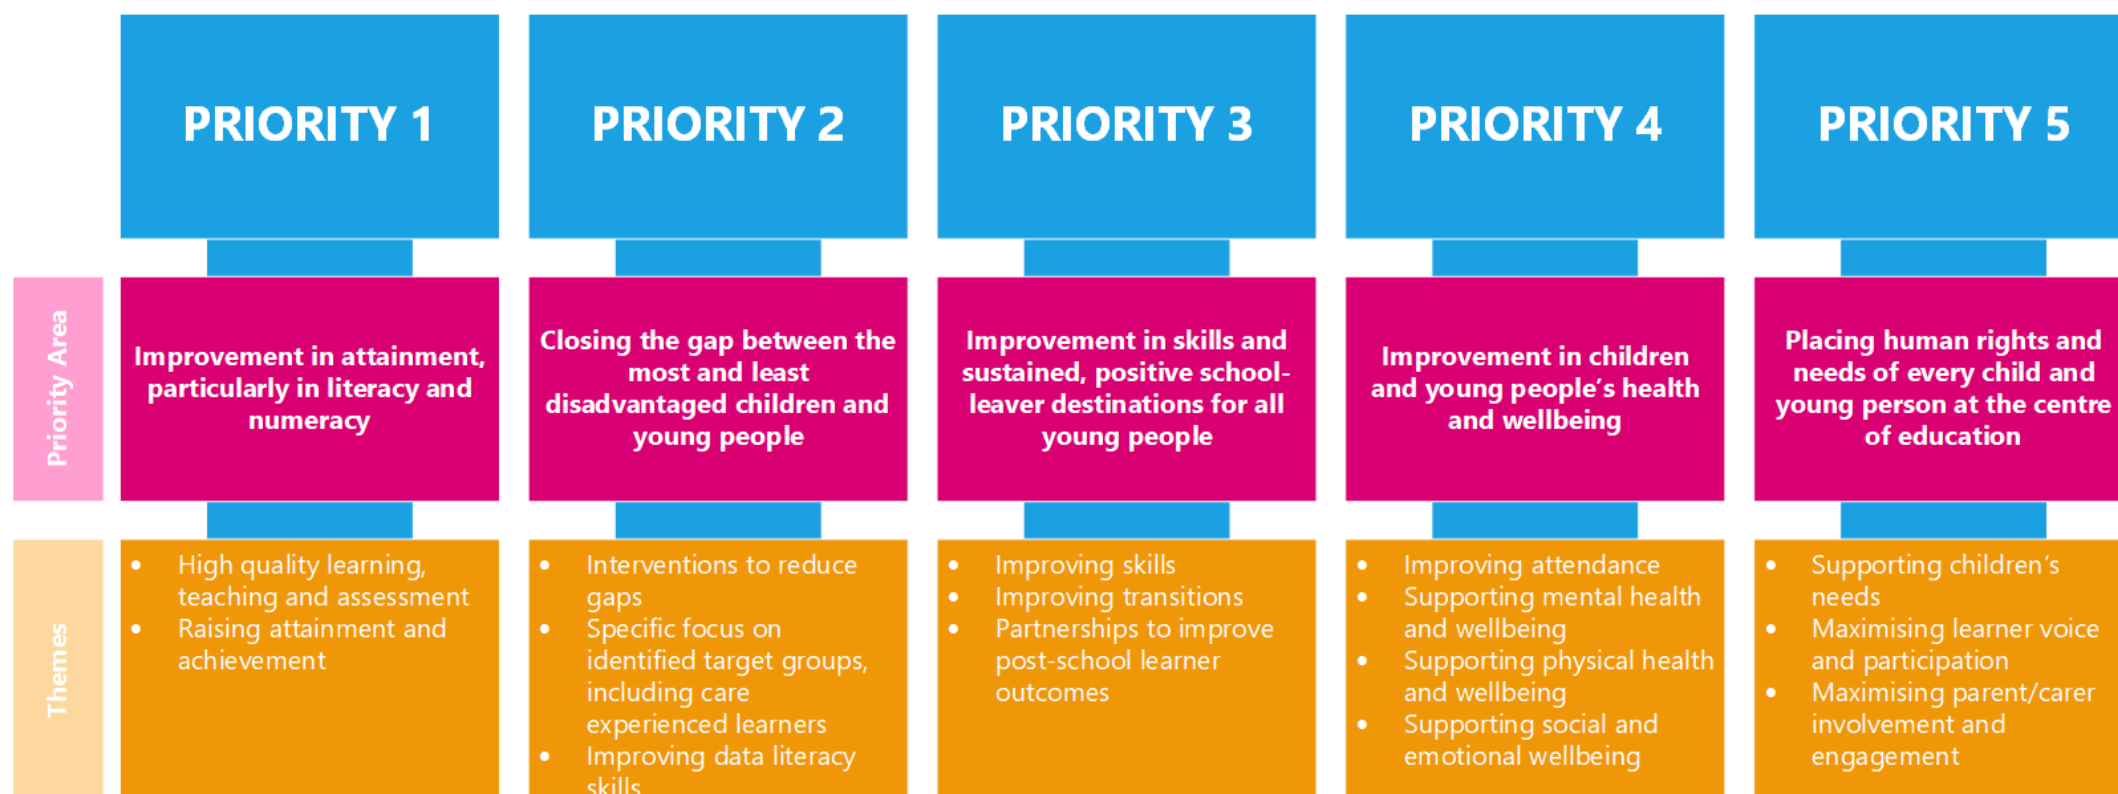 PRIORITY 1
PRIORITY 2
PRIORITY 3
PRIORITY 4
PRIORITY 5
Priority Area
Improvement in attainment,
particularly in literacy and
numeracy
Closing the gap between the
most and least
disadvantaged children and
young people
Improvement in skills and
sustained, positive school-
leaver destinations for all
young people
Improvement in children
and young people’s health
and wellbeing
Placing human rights and
needs of every child and
young person at the centre
of education
Themes
• High quality learning,
teaching and assessment
• Raising attainment and
achievement
• Interventions to reduce
gaps
• Specific focus on
identified target groups,
including care
experienced learners
• Improving data literacy
skills
• Improving skills
• Improving transitions
• Partnerships to improve
post-school learner
outcomes
• Improving attendance
• Supporting mental health
and wellbeing
• Supporting physical health
and wellbeing
• Supporting social and
emotional wellbeing
• Supporting children’s
needs
• Maximising learner voice
and participation
• Maximising parent/carer
involvement and
engagement